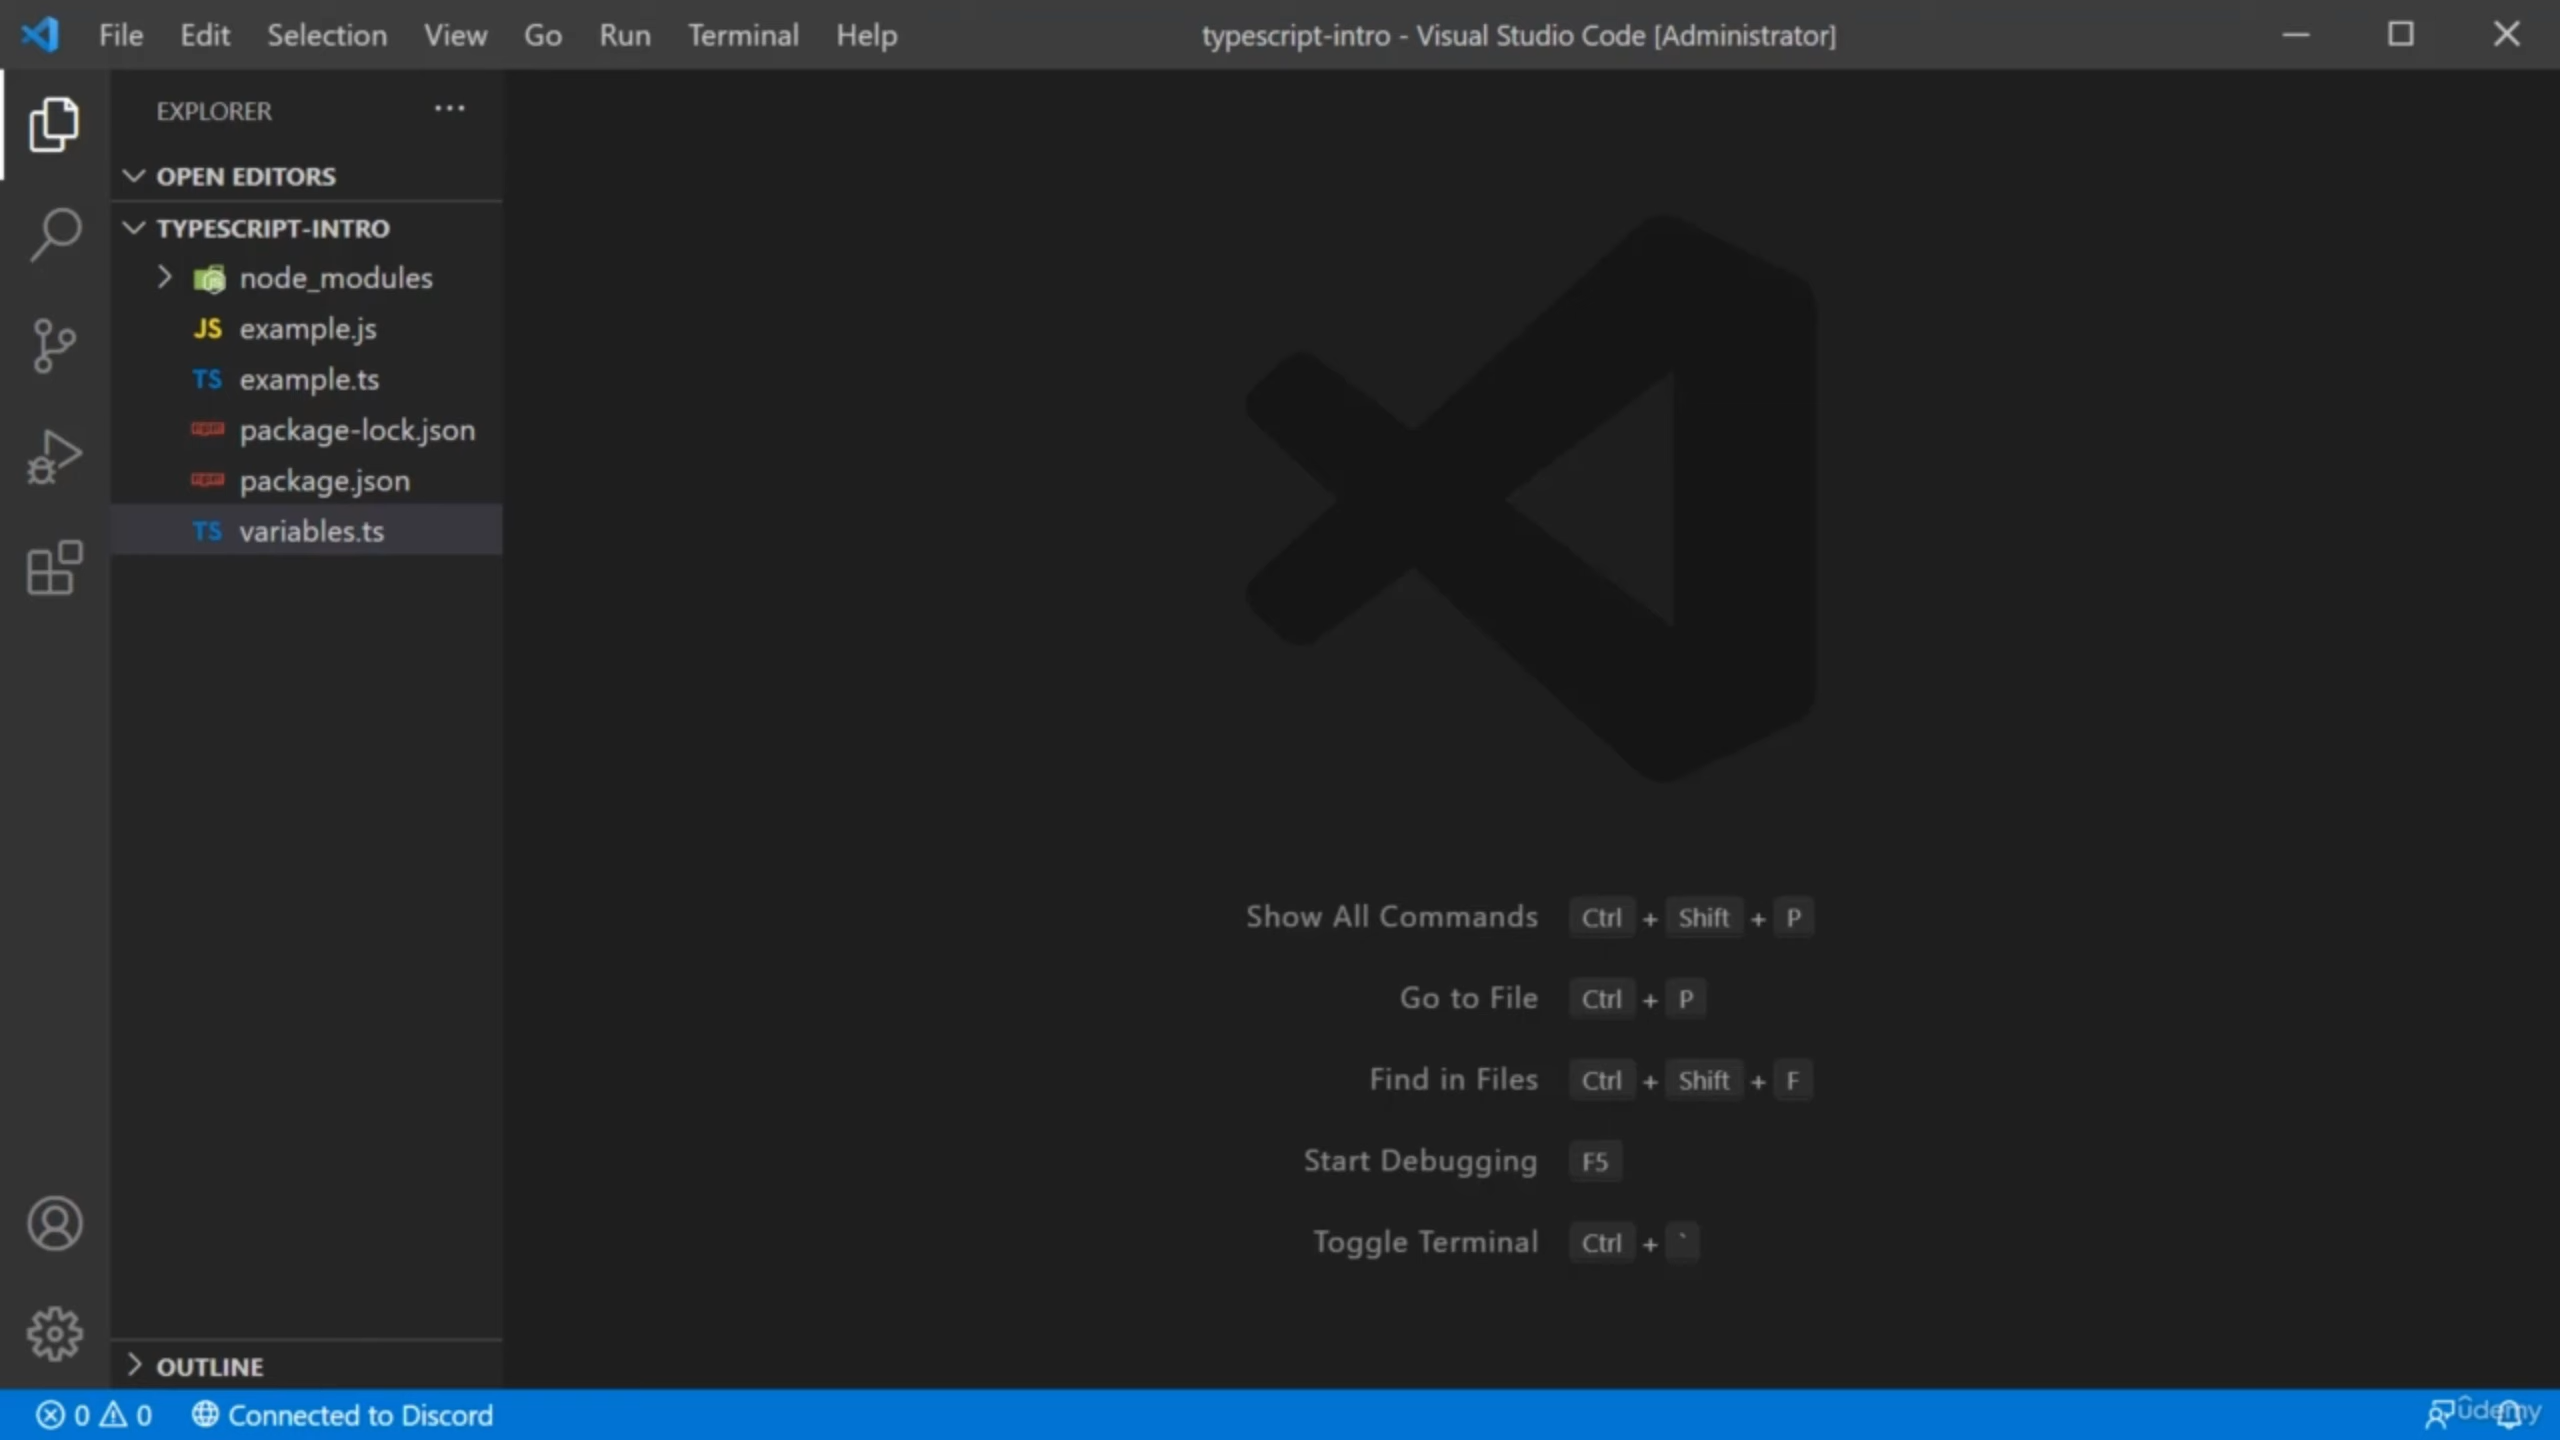 File Edit Selection View Go Run Terminal Help typescript-intro - Visual Studio Code [Administrator]
EXPLORER ...
OPEN EDITORS
TYPESCRIPT-INTRO
node_modules
JS example.js
TS example.ts
package-lock.json
package.json
TS variables.ts
Show All Commands Ctrl + Shift + P
Go to File Ctrl + P
Find in Files Ctrl + Shift + F
Start Debugging F5
Toggle Terminal Ctrl + `
OUTLINE
0 0 Connected to Discord
ûdemy